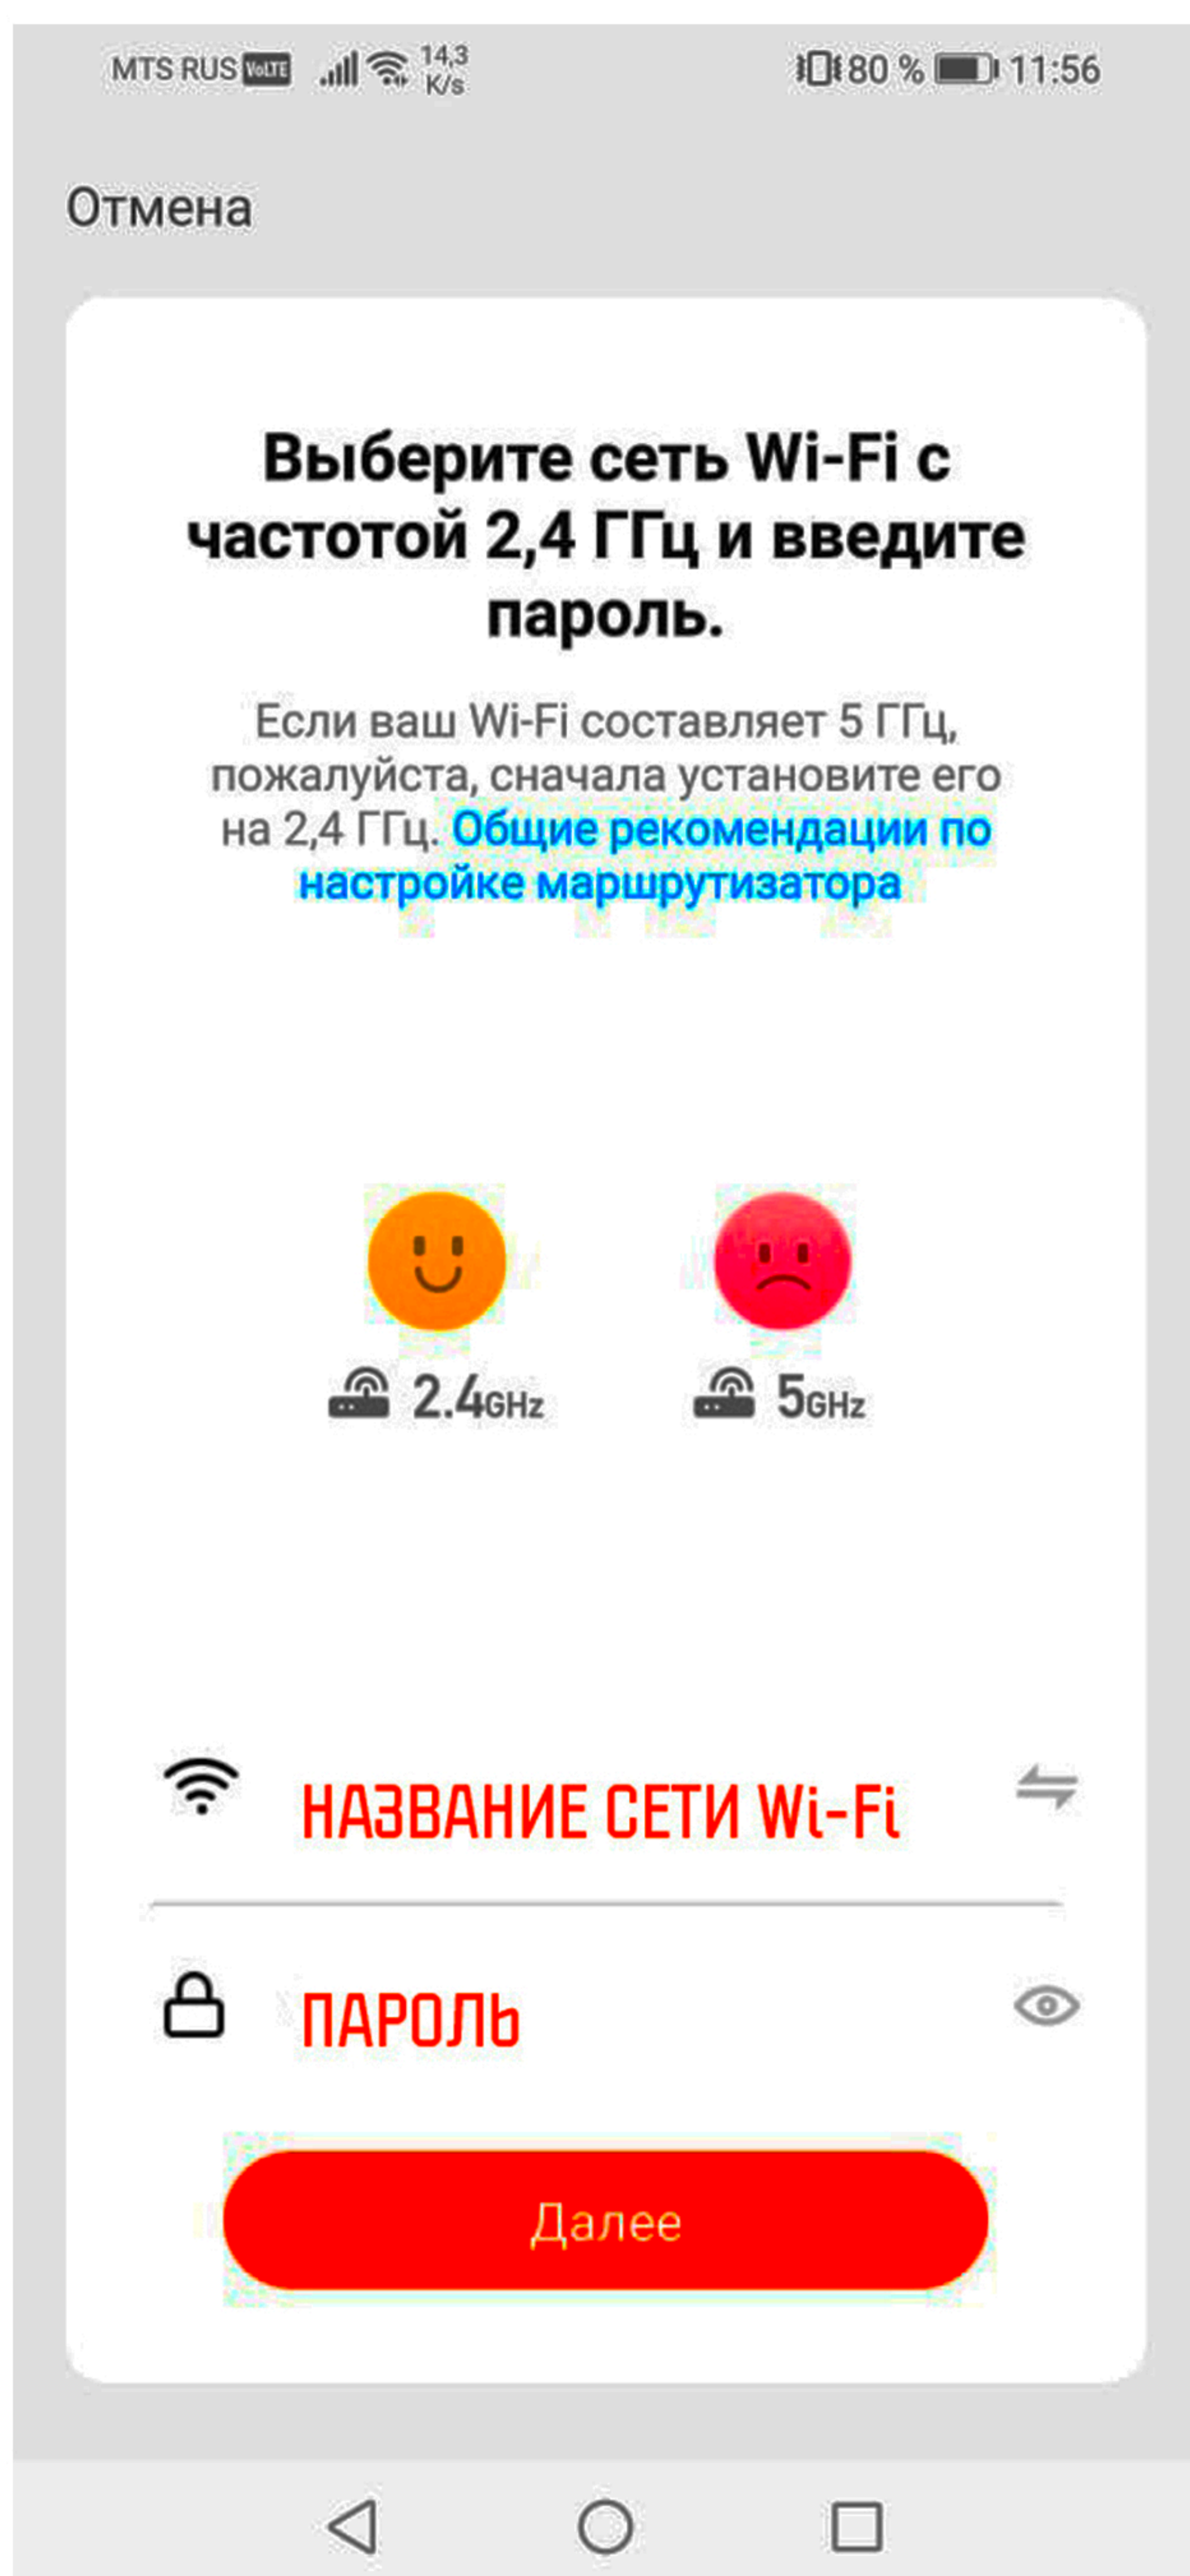 MTS RUS VoLTE 14,3 K/s 80 % 11:56
Отмена
Выберите сеть Wi-Fi с
частотой 2,4 ГГц и введите
пароль.
Если ваш Wi-Fi составляет 5 ГГц,
пожалуйста, сначала установите его
на 2,4 ГГц. Общие рекомендации по
настройке маршрутизатора
2.4GHz 5GHz
НАЗВАНИЕ СЕТИ Wi-Fi
ПАРОЛЬ
Далее